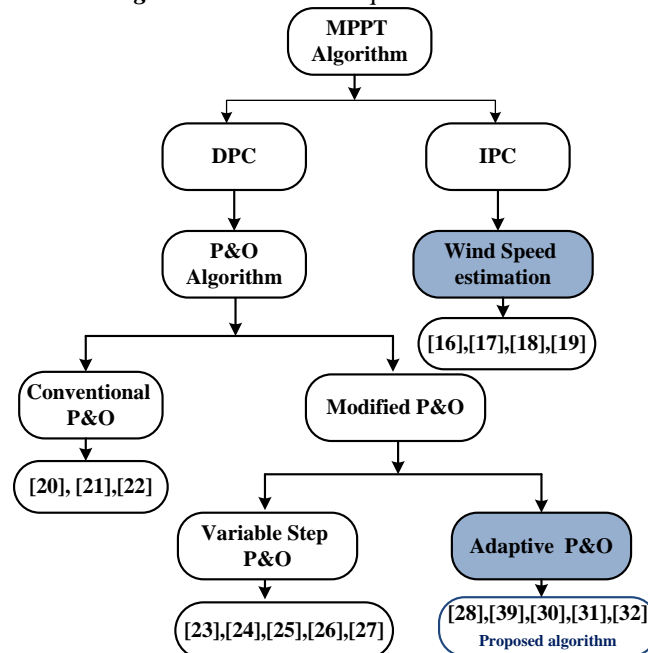 MPPT
Algorithm
DPC
IPC
P&O
Algorithm
Wind Speed
estimation
[16],[17],[18],[19]
Conventional
P&O
Modified P&O
[20], [21],[22]
Variable Step
P&O
Adaptive P&O
[23],[24],[25],[26],[27]
[28],[39],[30],[31],[32]
Proposed algorithm